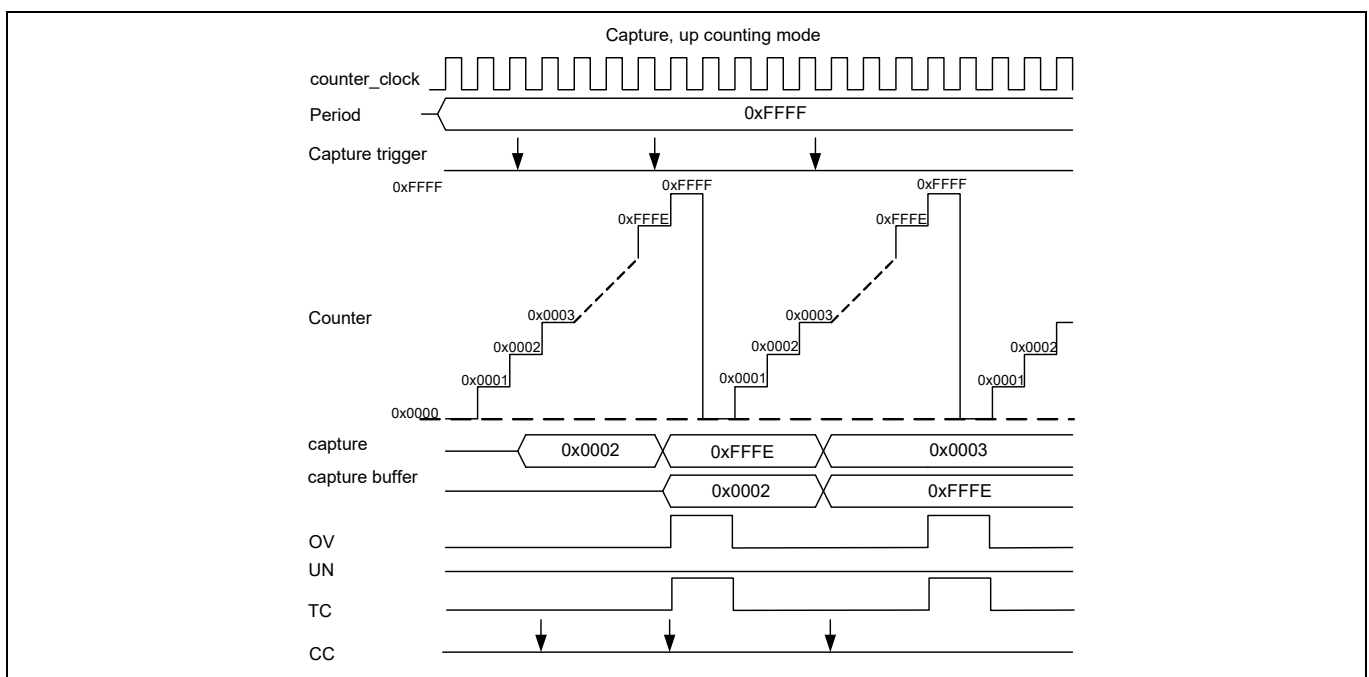 Capture, up counting mode
counter_clock
Period 0xFFFF
Capture trigger
0xFFFF 0xFFFF 0xFFFF
0xFFFE 0xFFFE
Counter 0x0003 0x0003
0x0002 0x0002 0x0002
0x0001 0x0001 0x0001
0x0000
capture 0x0002 0xFFFE 0x0003
capture buffer 0x0002 0xFFFE
OV
UN
TC
CC